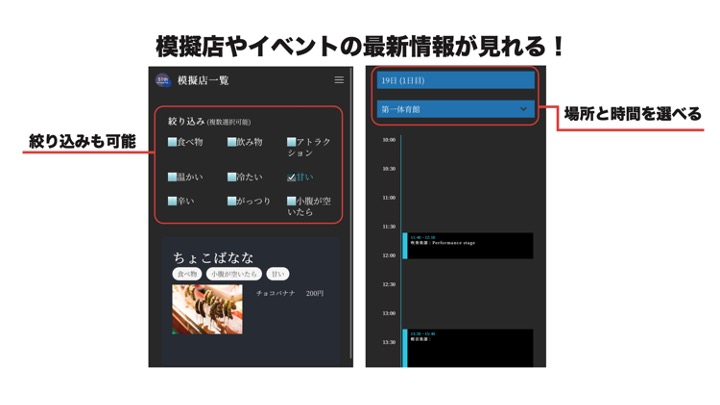 模擬店やイベントの最新情報が見れる！
模擬店一覧
絞り込み (複数選択可能)
食べ物
飲み物
アトラク
ション
温かい
冷たい
甘い
辛い
がっつり
小腹が空
いたら
絞り込みも可能
ちょこばなな
食べ物
小腹が空いたら
甘い
チョコバナナ 200円
19日 (1日目)
第一体育館
場所と時間を選べる
10:00
10:30
11:00
11:30
吹奏楽部 : Performance stage
12:00
12:30
13:00
13:30